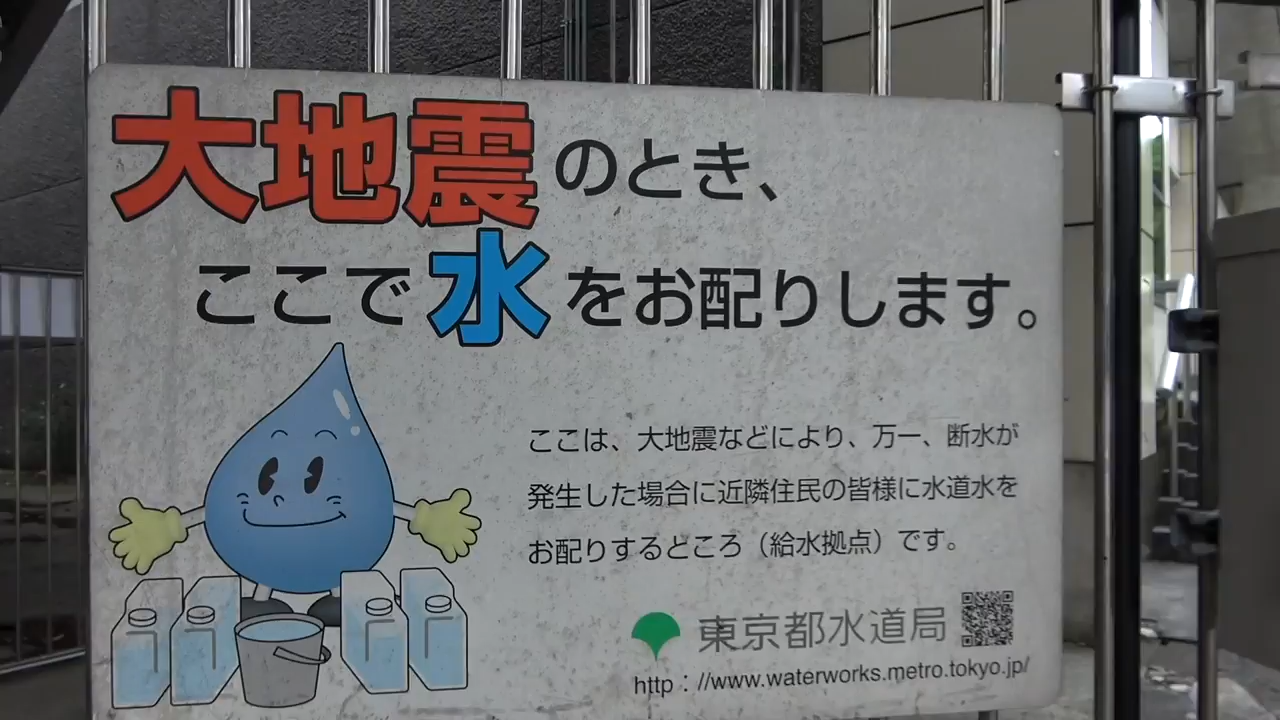 大地震のとき、
ここで水をお配りします。
ここは、大地震などにより、万一、断水が
発生した場合に近隣住民の皆様に水道水を
お配りするところ（給水拠点）です。
東京都水道局
http：//www.waterworks.metro.tokyo.jp/